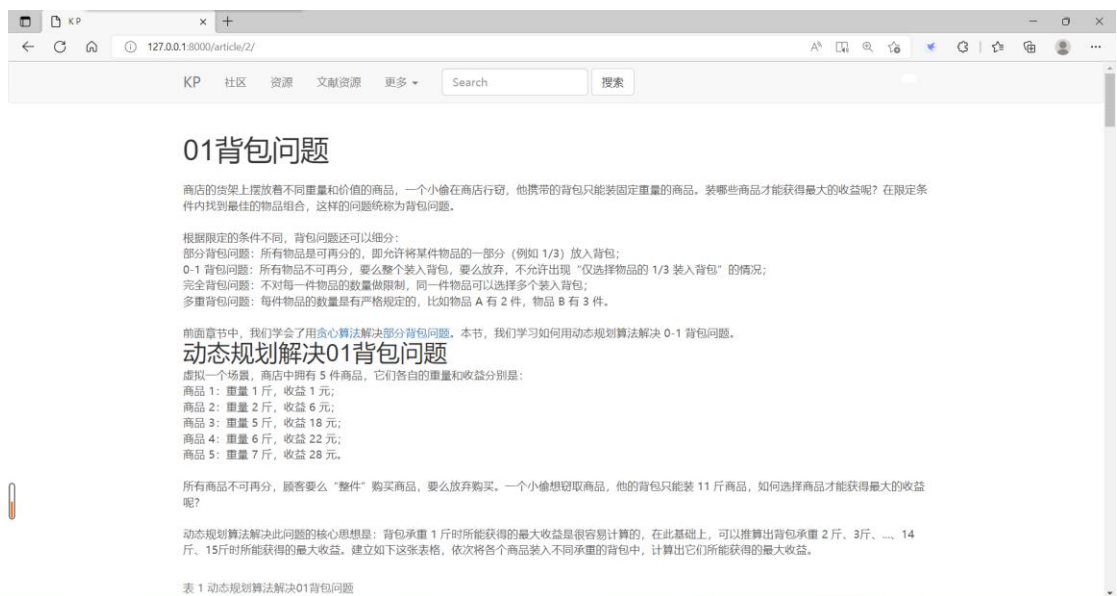 KP
127.0.0.1:8000/article/2/
KP 社区 资源 文献资源 更多 Search 搜索
01背包问题
商店的货架上摆放着不同重量和价值的商品，一个小偷在商店行窃，他携带的背包只能装固定重量的商品。装哪些商品才能获得最大的收益呢？在限定条
件内找到最佳的物品组合，这样的问题统称为背包问题。
根据限定的条件不同，背包问题还可以细分：
部分背包问题：所有物品是可再分的，即允许将某件物品的一部分（例如 1/3）放入背包；
0-1 背包问题：所有物品不可再分，要么整个装入背包，要么放弃，不允许出现“仅选择物品的 1/3 装入背包”的情况；
完全背包问题：不对每一件物品的数量做限制，同一件物品可以选择多个装入背包；
多重背包问题：每件物品的数量是有严格规定的，比如物品 A 有 2 件，物品 B 有 3 件。
前面章节中，我们学会了用贪心算法解决部分背包问题。本节，我们学习如何用动态规划算法解决 0-1 背包问题。
动态规划解决01背包问题
虚拟一个场景，商店中拥有 5 件商品，它们各自的重量和收益分别是：
商品 1：重量 1 斤，收益 1 元；
商品 2：重量 2 斤，收益 6 元；
商品 3：重量 5 斤，收益 18 元；
商品 4：重量 6 斤，收益 22 元；
商品 5：重量 7 斤，收益 28 元。
所有商品不可再分，顾客要么“整件”购买商品，要么放弃购买。一个小偷想窃取商品，他的背包只能装 11 斤商品，如何选择商品才能获得最大的收益
呢？
动态规划算法解决此问题的核心思想是：背包承重 1 斤时所能获得的最大收益是很容易计算的，在此基础上，可以推算出背包承重 2 斤、3斤、...、14
斤、15斤时所能获得的最大收益。建立如下这张表格，依次将各个商品装入不同承重的背包中，计算出它们所能获得的最大收益。
表 1 动态规划算法解决01背包问题